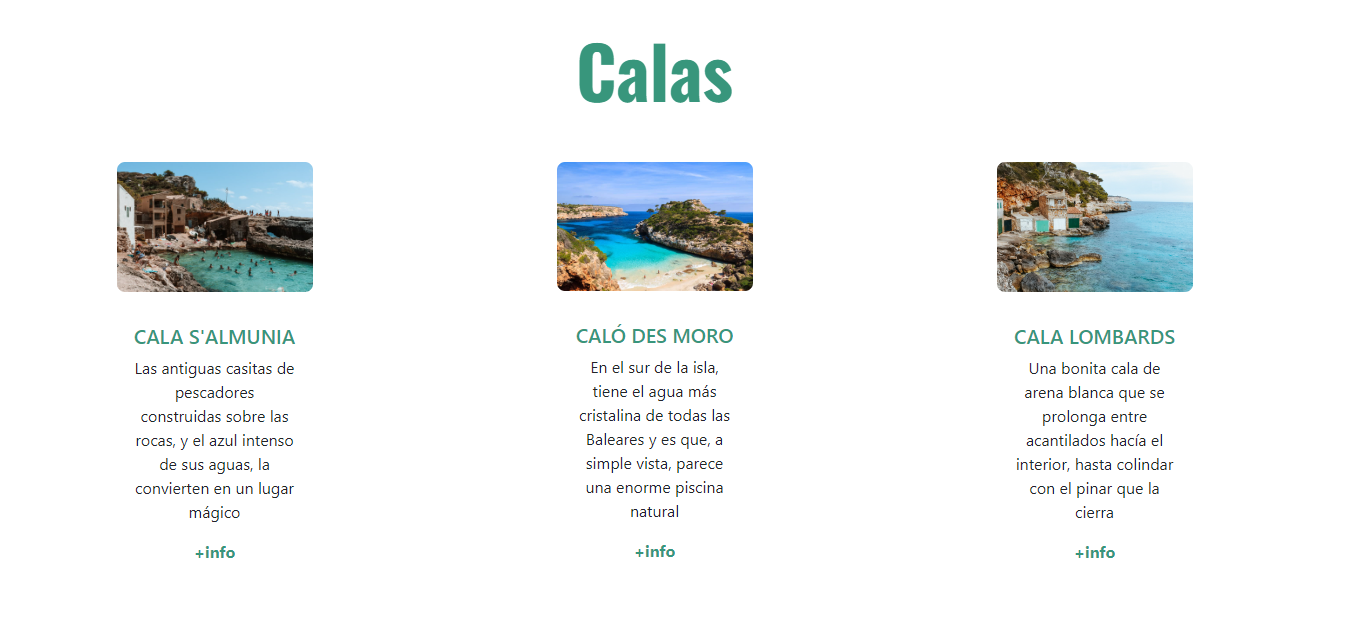 Calas
CALA S'ALMUNIA
Las antiguas casitas de
pescadores
construidas sobre las
rocas, y el azul intenso
de sus aguas, la
convierten en un lugar
mágico
+info
CALÓ DES MORO
En el sur de la isla,
tiene el agua más
cristalina de todas las
Baleares y es que, a
simple vista, parece
una enorme piscina
natural
+info
CALA LOMBARDS
Una bonita cala de
arena blanca que se
prolonga entre
acantilados hacía el
interior, hasta colindar
con el pinar que la
cierra
+info